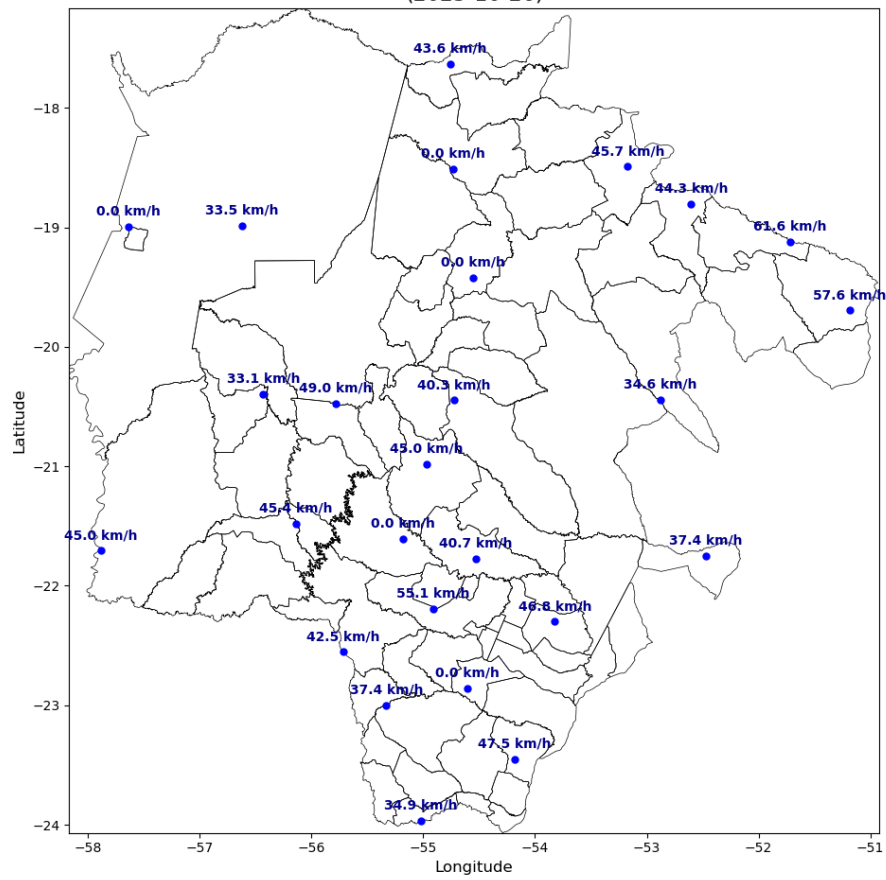 43.6 km/h
−18
0.0 km/h
45.7 km/h
44.3 km/h
0.0 km/h
33.5 km/h
−19
61.6 km/h
0.0 km/h
57.6 km/h
−20
33.1 km/h
49.0 km/h
40.3 km/h
34.6 km/h
−21
45.0 km/h
45.4 km/h
0.0 km/h
45.0 km/h
40.7 km/h
37.4 km/h
−22
55.1 km/h
46.8 km/h
42.5 km/h
0.0 km/h
−23
37.4 km/h
47.5 km/h
34.9 km/h
−24
−58
−57
−56
−55
−54
−53
−52
−51
Longitude
Latitude